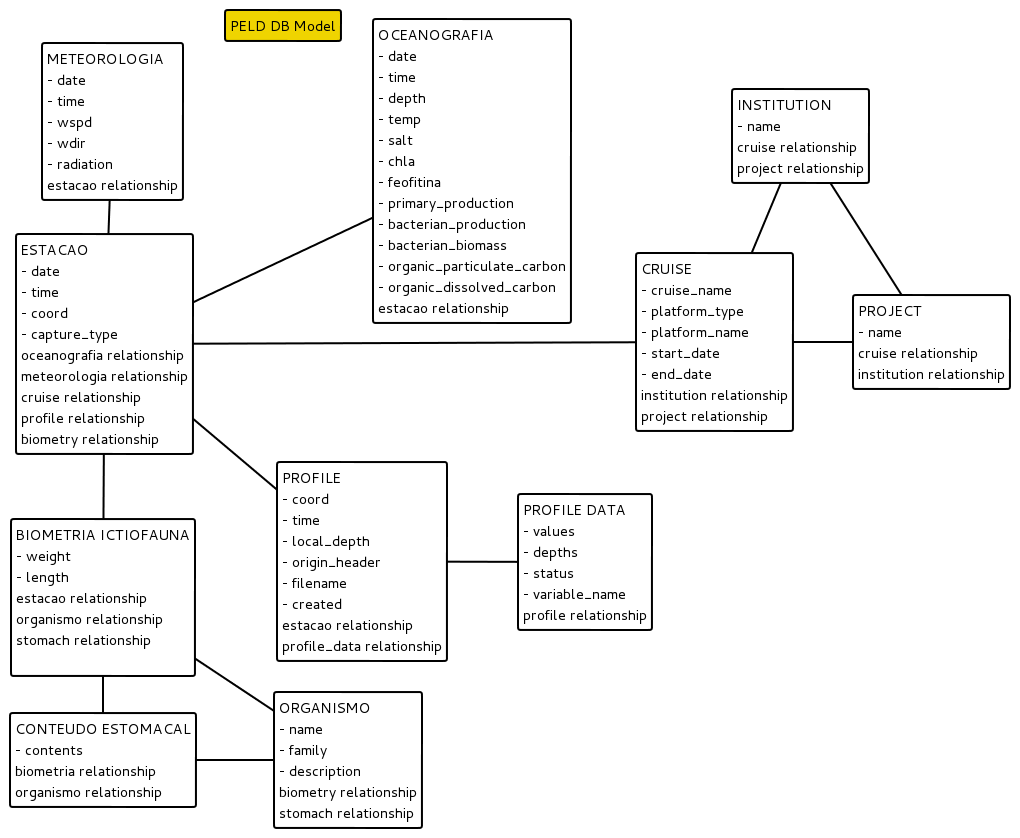 PELD DB Model
METEOROLOGIA
- date
- time
- wspd
- wdir
- radiation
estacao relationship
OCEANOGRAFIA
- date
- time
- depth
- temp
- salt
- chla
- feofitina
- primary_production
- bacterian_production
- bacterian_biomass
- organic_particulate_carbon
- organic_dissolved_carbon
estacao relationship
INSTITUTION
- name
cruise relationship
project relationship
ESTACAO
- date
- time
- coord
- capture_type
oceanografia relationship
meteorologia relationship
cruise relationship
profile relationship
biometry relationship
CRUISE
- cruise_name
- platform_type
- platform_name
- start_date
- end_date
institution relationship
project relationship
PROJECT
- name
cruise relationship
institution relationship
PROFILE
- coord
- time
- local_depth
- origin_header
- filename
- created
estacao relationship
profile_data relationship
PROFILE DATA
- values
- depths
- status
- variable_name
profile relationship
BIOMETRIA ICTIOFAUNA
- weight
- length
estacao relationship
organismo relationship
stomach relationship
CONTEUDO ESTOMACAL
- contents
biometria relationship
organismo relationship
ORGANISMO
- name
- family
- description
biometry relationship
stomach relationship